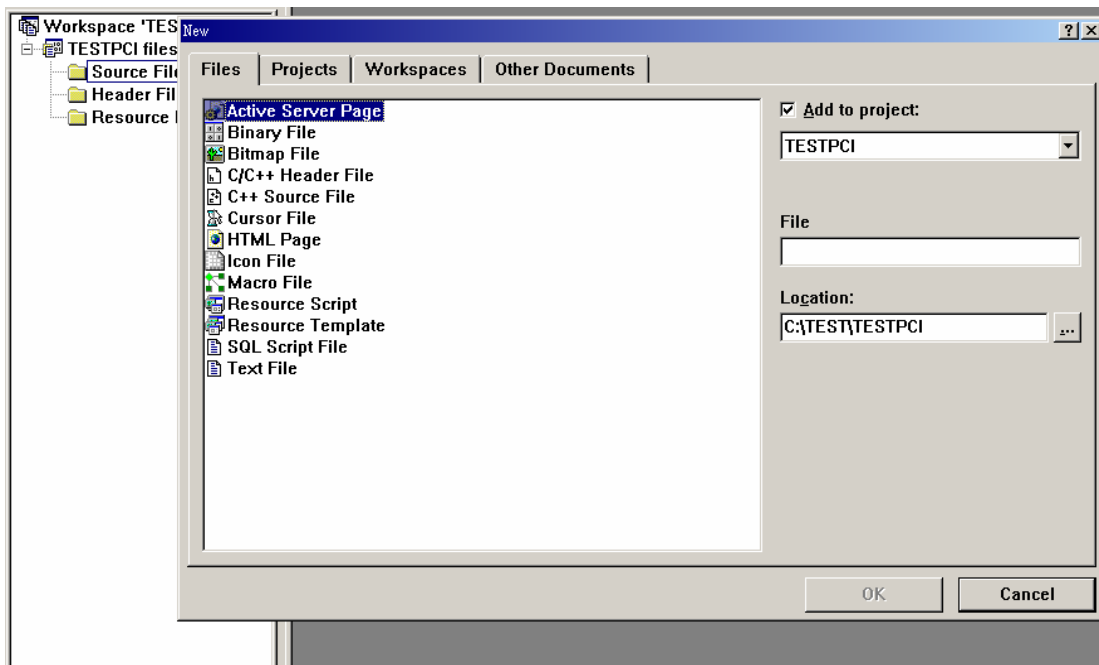 Workspace 'TES
TESTPCI files
Source File
Header Fil
Resource
New
Files Projects Workspaces Other Documents
Active Server Page
Binary File
Bitmap File
C/C++ Header File
C++ Source File
Cursor File
HTML Page
Icon File
Macro File
Resource Script
Resource Template
SQL Script File
Text File
Add to project:
TESTPCI
File
Location:
C:\TEST\TESTPCI
...
OK Cancel